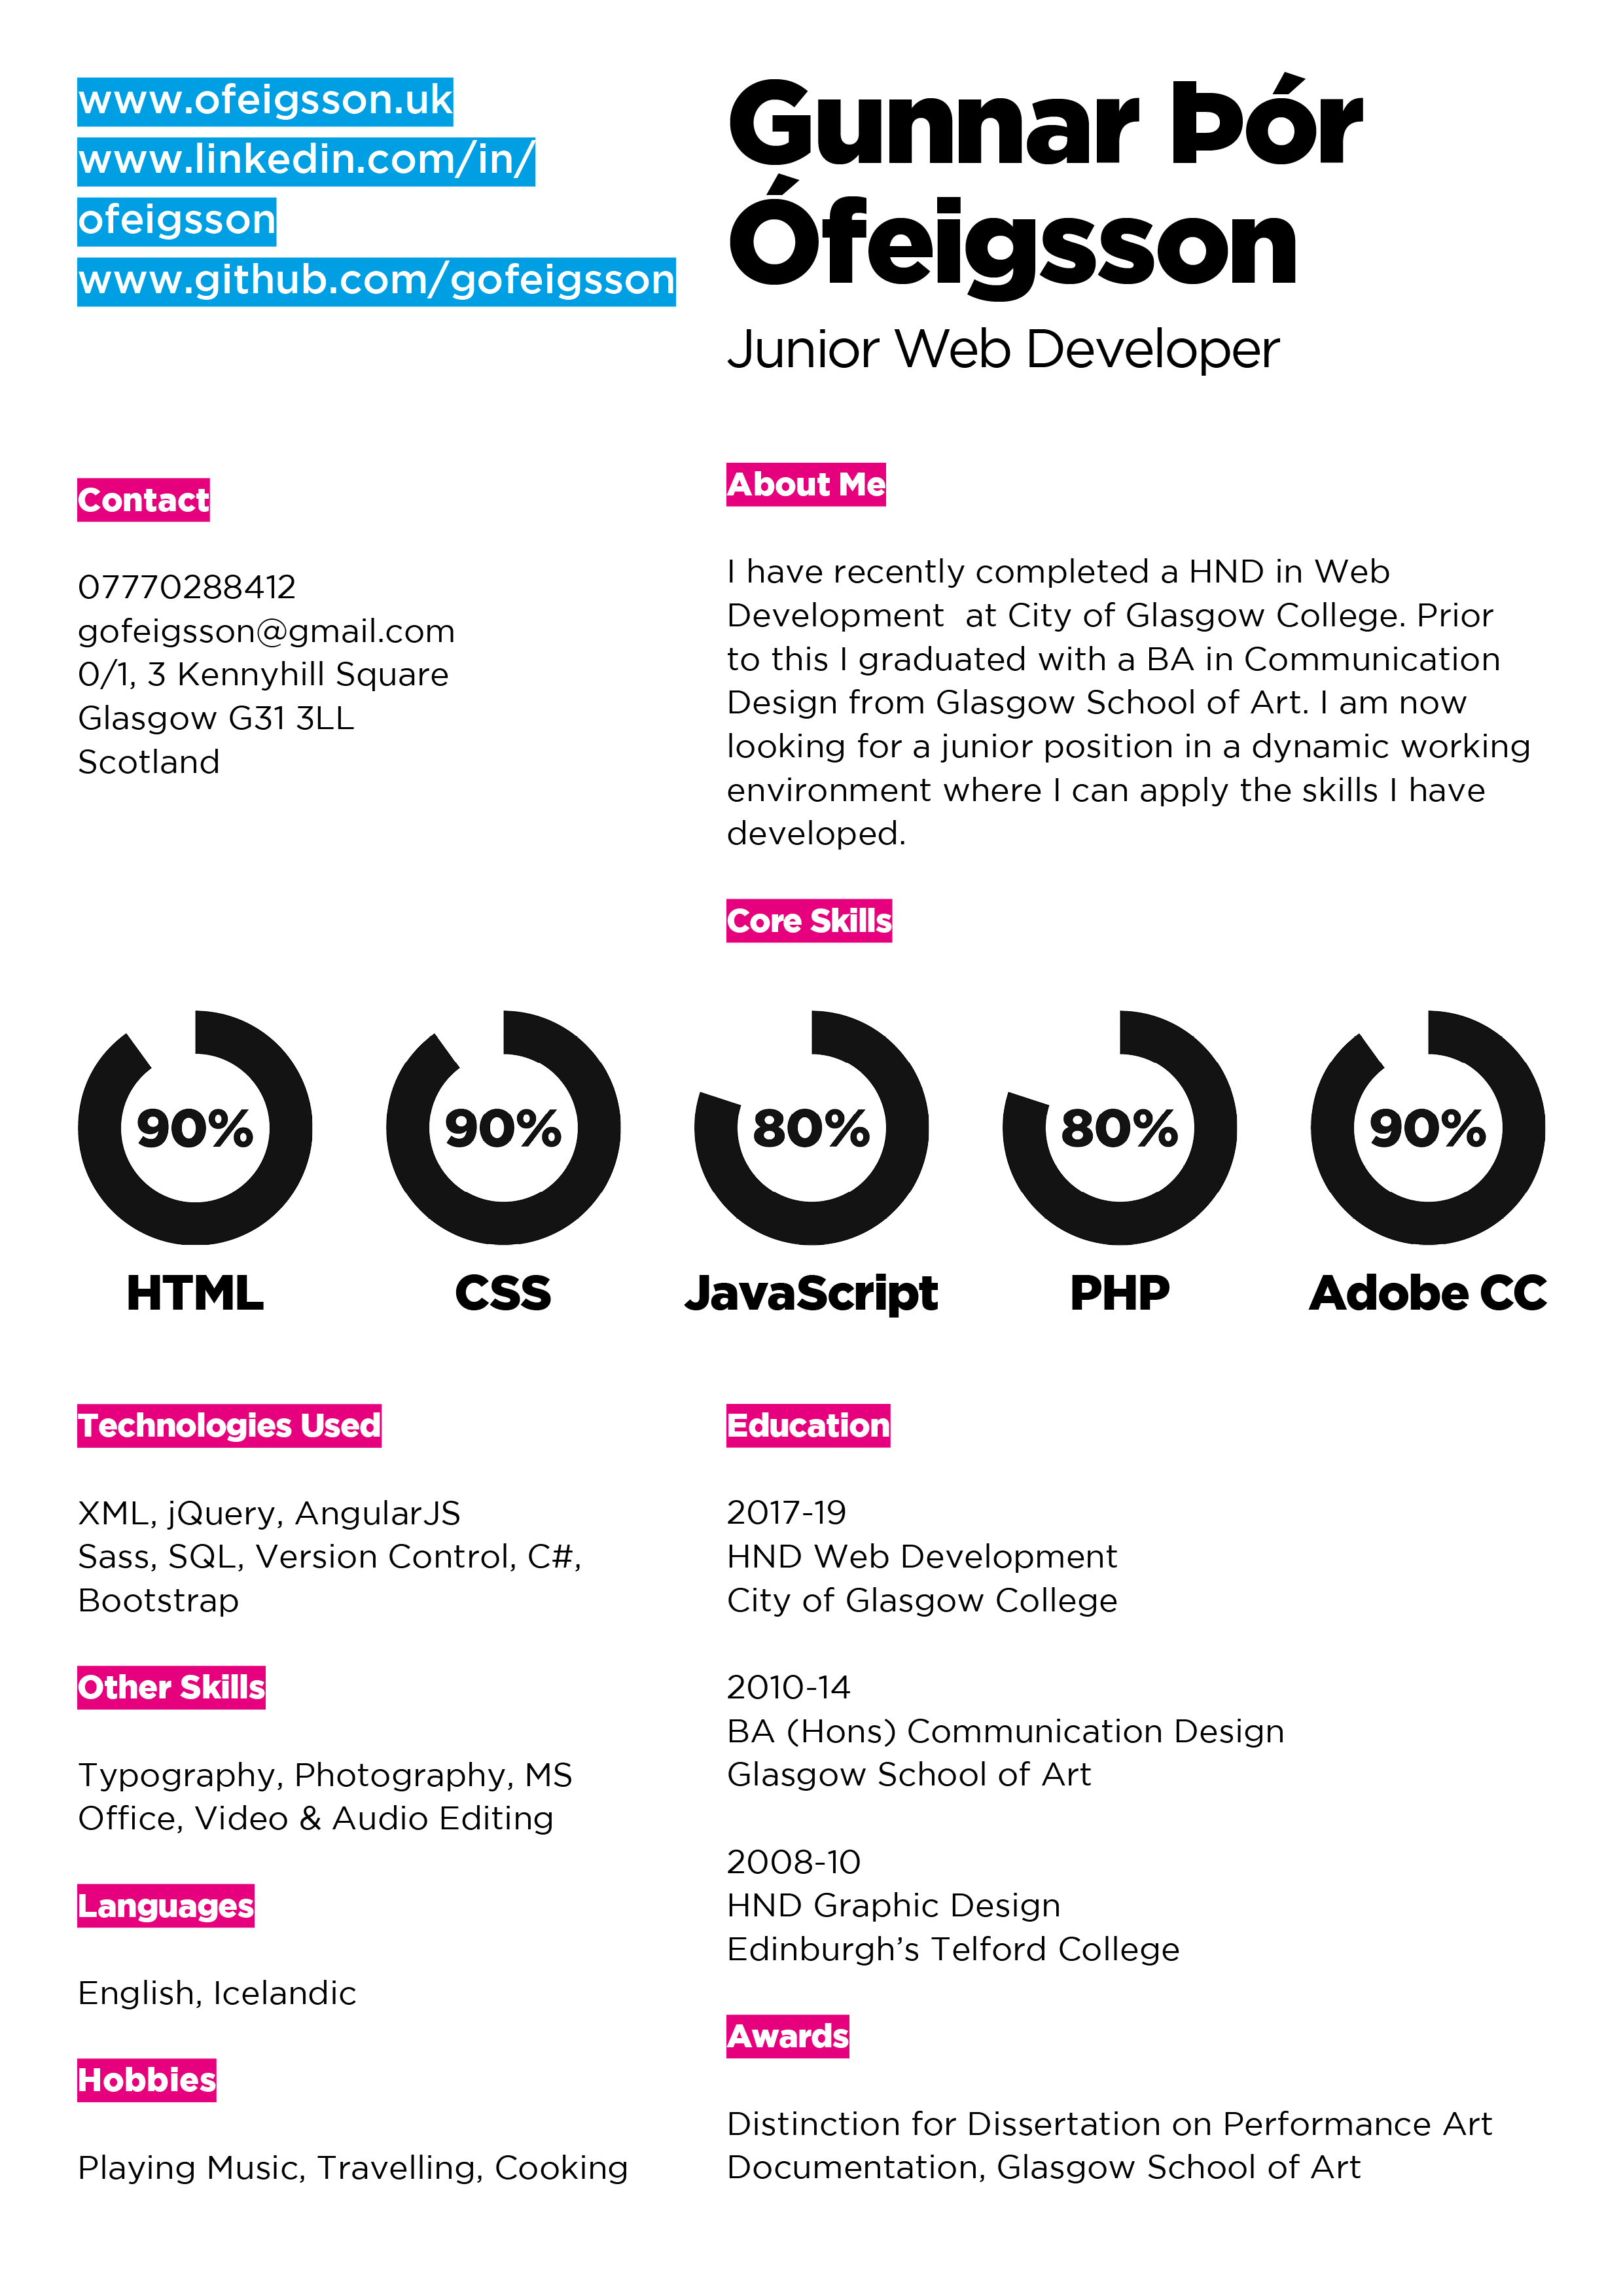 www.ofeigsson.uk
www.linkedin.com/in/
ofeigsson
www.github.com/gofeigsson
Gunnar Þór
Ófeigsson
Junior Web Developer
Contact
07770288412
gofeigsson@gmail.com
0/1, 3 Kennyhill Square
Glasgow G31 3LL
Scotland
About Me
I have recently completed a HND in Web
Development  at City of Glasgow College. Prior
to this I graduated with a BA in Communication
Design from Glasgow School of Art. I am now
looking for a junior position in a dynamic working
environment where I can apply the skills I have
developed.
Core Skills
90%
90%
80%
80%
90%
HTML
CSS
JavaScript
PHP
Adobe CC
Technologies Used
XML, jQuery, AngularJS
Sass, SQL, Version Control, C#,
Bootstrap
Other Skills
Typography, Photography, MS
Office, Video & Audio Editing
Languages
English, Icelandic
Hobbies
Playing Music, Travelling, Cooking
Education
2017-19
HND Web Development
City of Glasgow College
2010-14
BA (Hons) Communication Design
Glasgow School of Art
2008-10
HND Graphic Design
Edinburgh’s Telford College
Awards
Distinction for Dissertation on Performance Art
Documentation, Glasgow School of Art